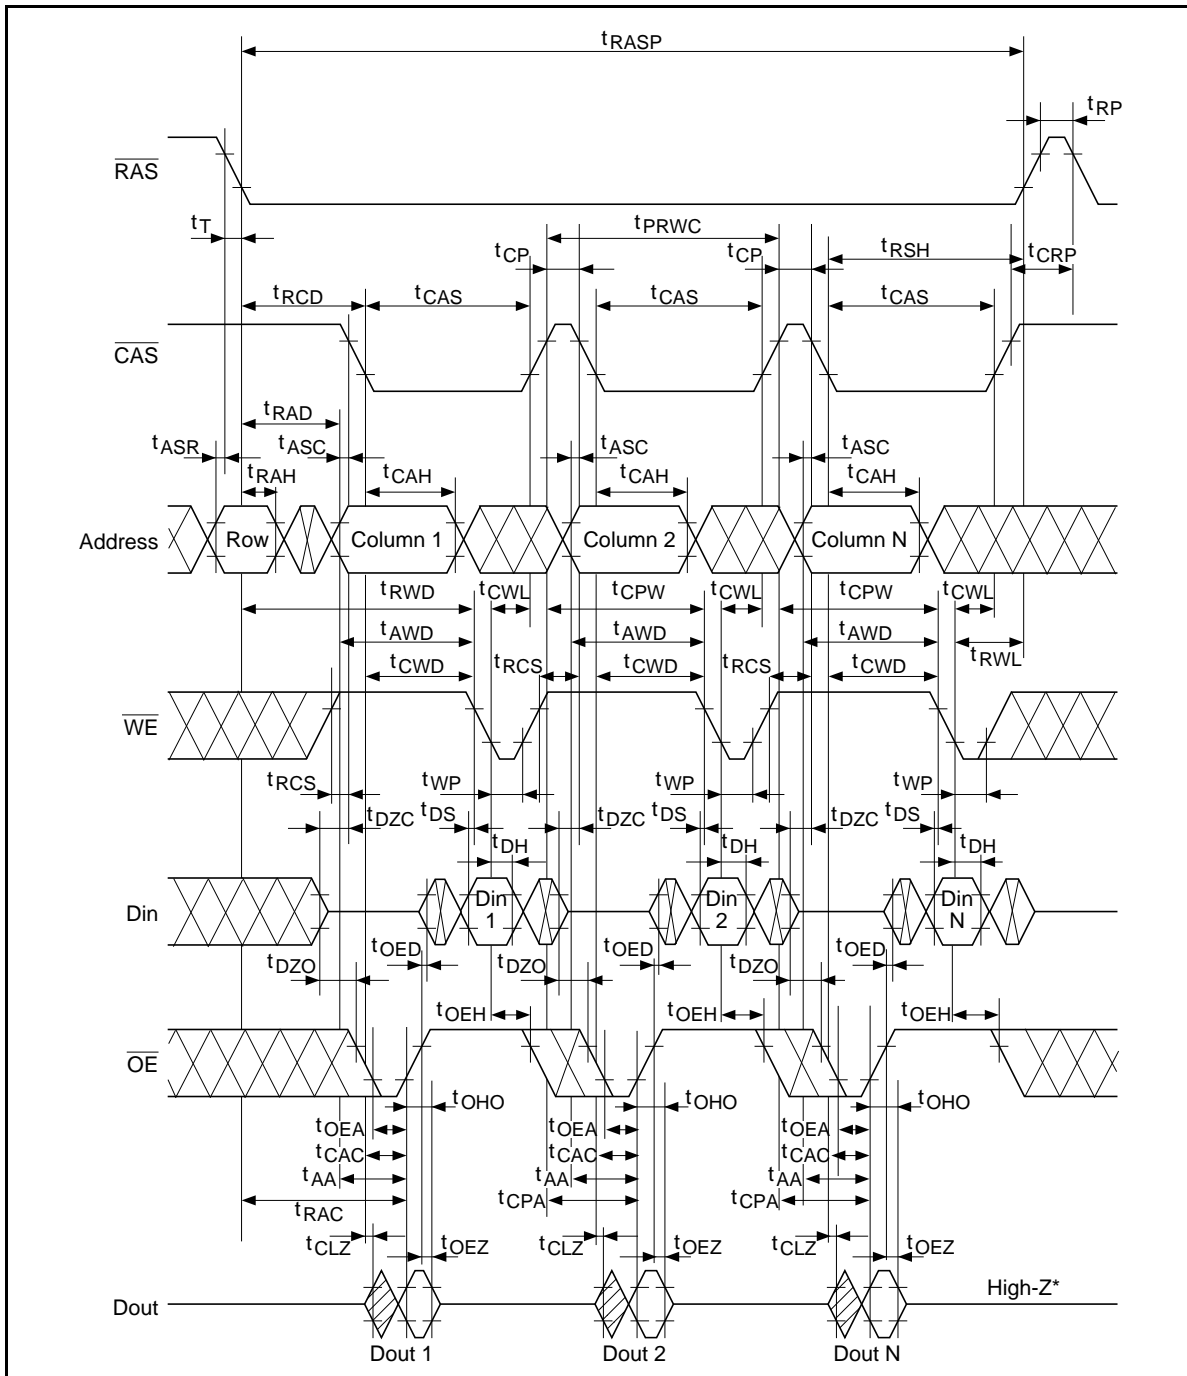 tRASP
tRP
RAS
tT
tPRWC
tCP tCP tRSH tCRP
tRCD tCAS tCAS tCAS
CAS
tRAD
tASR tASC tASC tASC
tRAH tCAH tCAH tCAH
Address Row Column 1 Column 2 Column N
tRWD tCWL tCPW tCWL tCPW tCWL
tAWD tAWD tAWD
tRWL
tCWD tRCS tCWD tRCS tCWD
WE
tRCS tWP tWP tWP
tDZC tDS tDZC tDS tDZC tDS
tDH tDH tDH
Din Din 1 Din 2 Din N
tDZO tOED tDZO tOED tDZO tOED
tOEH tOEH tOEH
OE
tOHO tOHO tOHO
tOEA tOEA tOEA
tCAC tCAC tCAC
tAA tAA tAA
tRAC tCPA tCPA
tCLZ tOEZ tCLZ tOEZ tCLZ tOEZ
High-Z*
Dout
Dout 1 Dout 2 Dout N